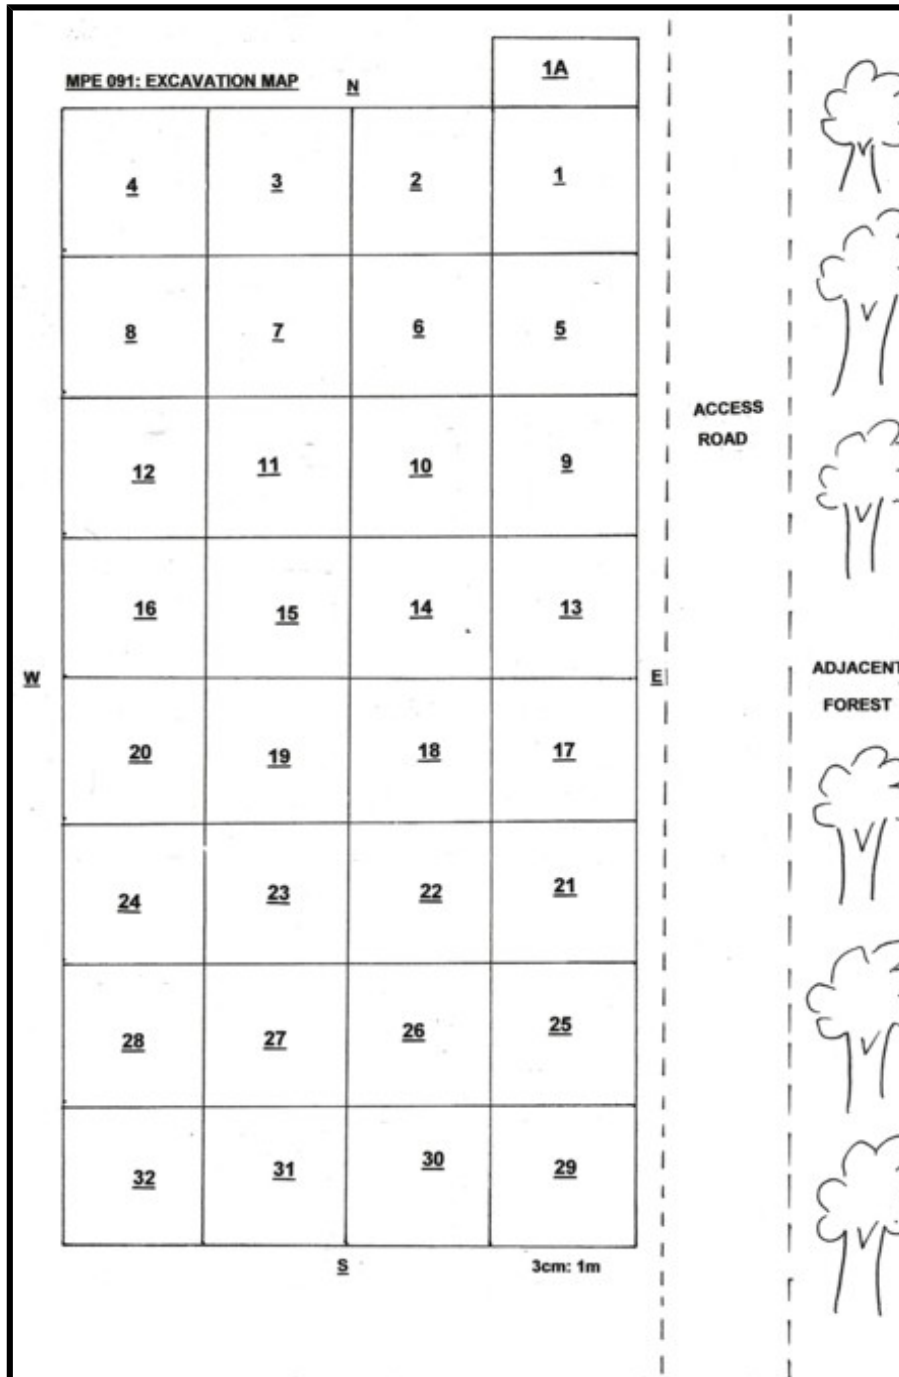 1A
MPE 091: EXCAVATION MAP N
4 3 2 1
8 7 6 5
ACCESS
ROAD
12 11 10 9
16 15 14 13
W E
ADJACENT
FOREST
20 19 18 17
24 23 22 21
28 27 26 25
32 31 30 29
S 3cm: 1m